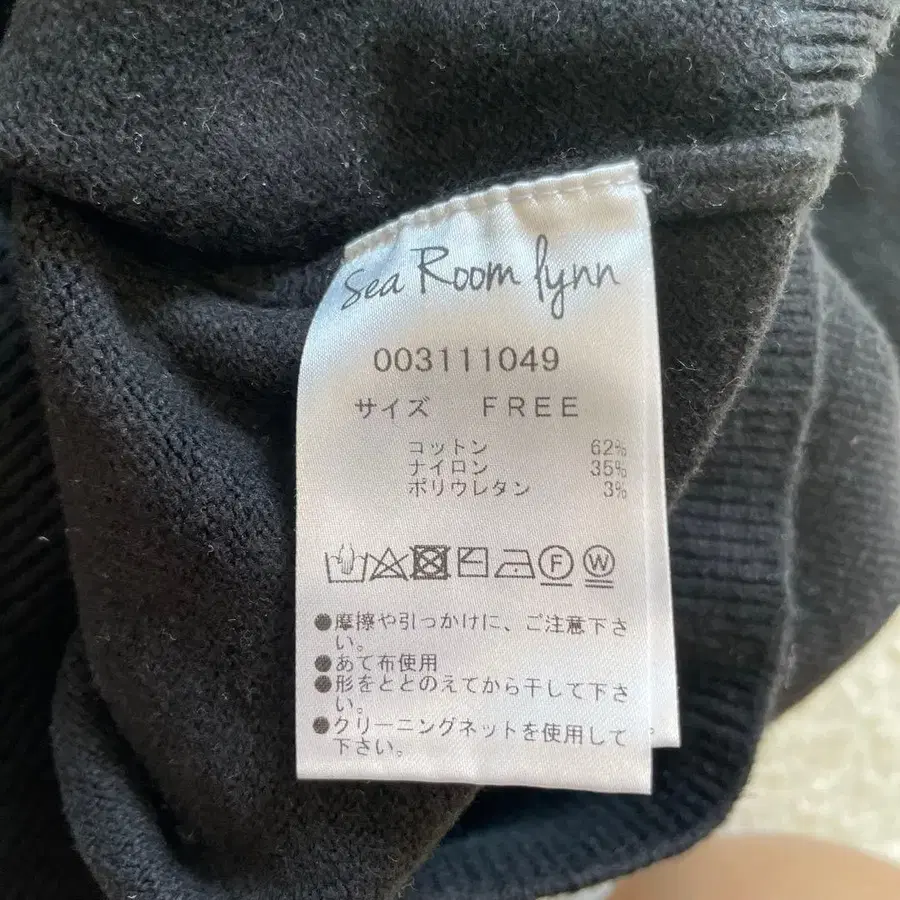 Sea Room lynn
003111049
サイズ FREE
コットン 62%
ナイロン 35%
ポリウレタン 3%
F W
●摩擦や引っかけに、ご注意下さ
い。
●あて布使用
●形をととのえてから干して下さ
い。
●クリーニングネットを使用して
下さい。